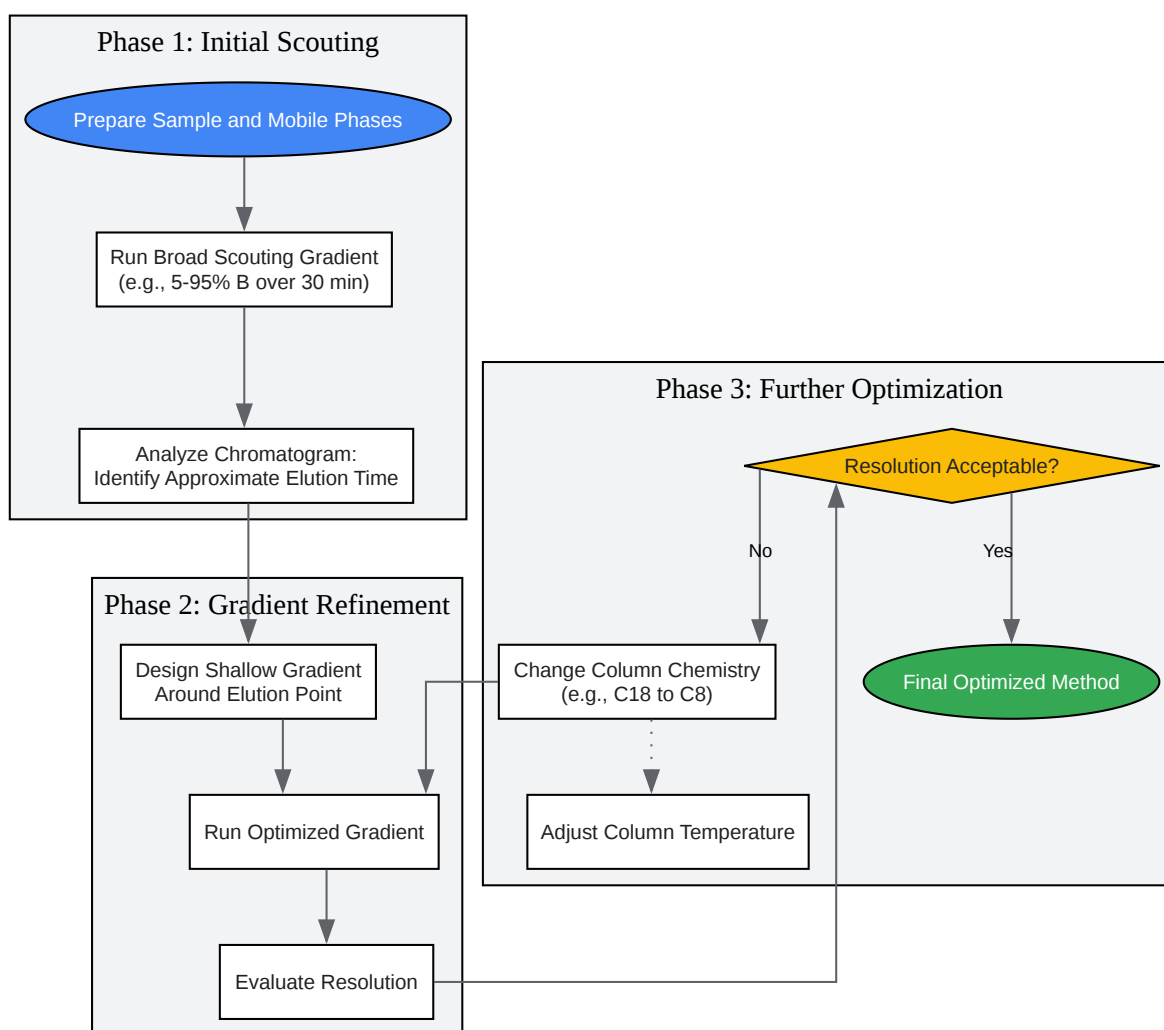 Phase 1: Initial Scouting
Prepare Sample and Mobile Phases
Run Broad Scouting Gradient
(e.g., 5-95% B over 30 min)
Analyze Chromatogram:
Identify Approximate Elution Time
Phase 2: Gradient Refinement
Design Shallow Gradient
Around Elution Point
Run Optimized Gradient
Evaluate Resolution
Phase 3: Further Optimization
Resolution Acceptable?
No
Yes
Change Column Chemistry
(e.g., C18 to C8)
Final Optimized Method
Adjust Column Temperature